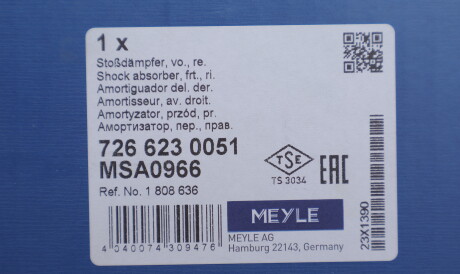 1 x
Stoßdämpfer, vo., re.
Shock absorber, frt., ri.
Amortiguador del. der.
Amortisseur, av. droit.
Amortyzator, przód, pr.
Амортизатор, пер., прав.
726 623 0051
MSA0966
Ref. No. 1 808 636
TSE
TS 3034
EAC
4 040074 309476
MEYLE
MEYLE AG
Hamburg 22143, Germany
23X1390